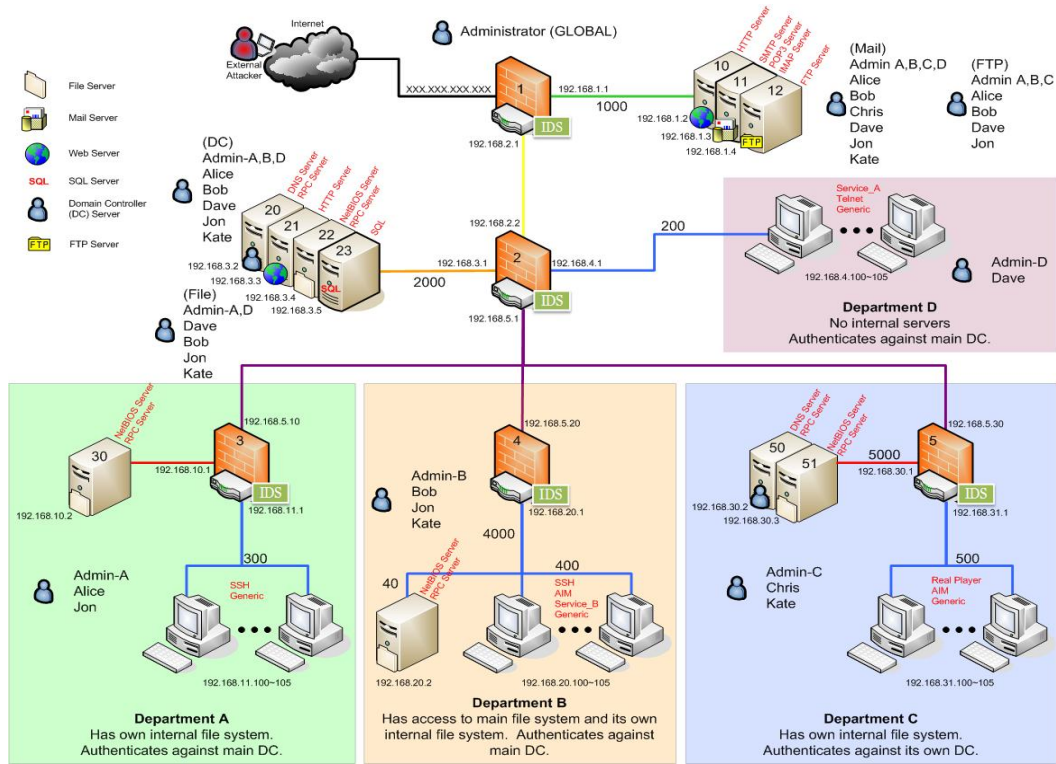 Internet
External
Attacker
Administrator (GLOBAL)
XXX.XXX.XXX.XXX
1
IDS
192.168.1.1
1000
192.168.2.1
HTTP Server
SMTP Server
POP3 Server
IMAP Server
FTP Server
10
11
12
192.168.1.2
192.168.1.3
192.168.1.4
FTP
(Mail)
Admin A,B,C,D
Alice
Bob
Chris
Dave
Jon
Kate
(FTP)
Admin A,B,C
Alice
Bob
Dave
Jon
File Server
Mail Server
Web Server
SQL
SQL Server
Domain Controller
(DC) Server
FTP
FTP Server
(DC)
Admin-A,B,D
Alice
Bob
Dave
Jon
Kate
DNS Server
RPC Server
HTTP Server
NetBIOS Server
RPC Server
SQL
20
21
22
23
SQL
192.168.3.2
192.168.3.3
192.168.3.4
192.168.3.5
(File)
Admin-A,D
Dave
Bob
Jon
Kate
192.168.2.2
192.168.3.1
2000
2
IDS
192.168.4.1
192.168.5.1
200
Service_A
Telnet
Generic
192.168.4.100~105
Admin-D
Dave
Department D
No internal servers
Authenticates against main DC.
NetBIOS Server
RPC Server
30
192.168.10.2
192.168.5.10
192.168.10.1
3
IDS
192.168.11.1
300
Admin-A
Alice
Jon
SSH
Generic
192.168.11.100~105
Department A
Has own internal file system.
Authenticates against main DC.
192.168.5.20
4
IDS
192.168.20.1
Admin-B
Bob
Jon
Kate
4000
400
40
NetBIOS Server
RPC Server
192.168.20.2
SSH
AIM
Service_B
Generic
192.168.20.100~105
Department B
Has access to main file system and its own
internal file system. Authenticates against
main DC.
DNS Server
RPC Server
NetBIOS Server
RPC Server
50
51
192.168.30.2
192.168.30.3
5000
192.168.5.30
192.168.30.1
5
IDS
192.168.31.1
500
Admin-C
Chris
Kate
Real Player
AIM
Generic
192.168.31.100~105
Department C
Has own internal file system.
Authenticates against its own DC.